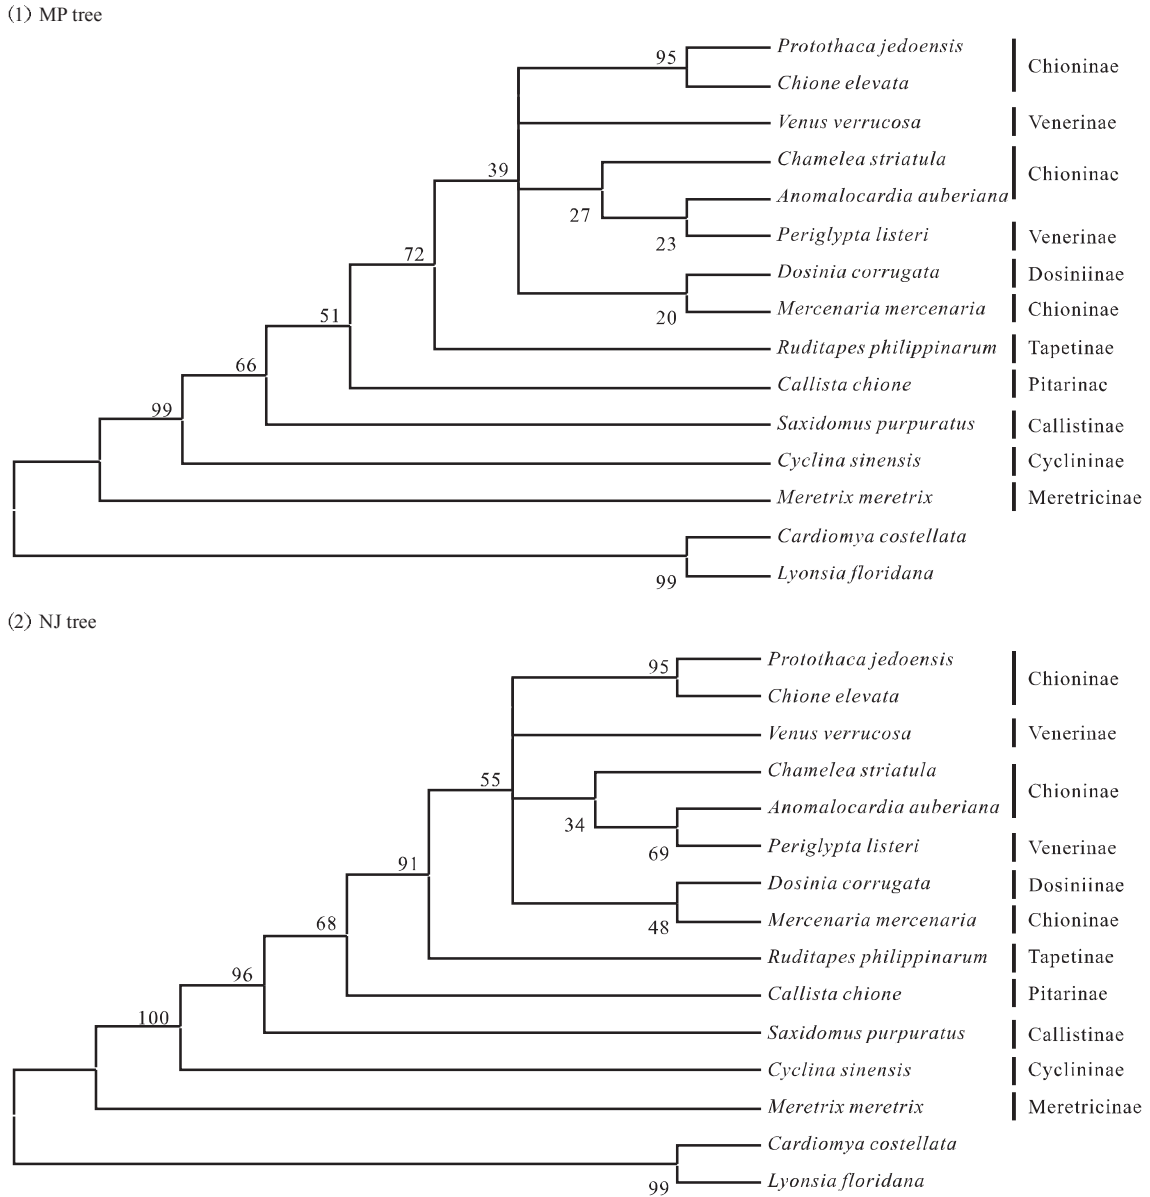 (1) MP tree
95
Protothaca jedoensis
Chione elevata
Chioninae
Venus verrucosa
Venerinae
39
Chamelea striatula
Anomalocardia auberiana
Chioninae
27
23
Periglypta listeri
Venerinae
72
Dosinia corrugata
Dosiniinae
20
Mercenaria mercenaria
Chioninae
51
Ruditapes philippinarum
Tapetinae
66
Callista chione
Pitarinae
99
Saxidomus purpuratus
Callistinae
Cyclina sinensis
Cyclininae
Meretrix meretrix
Meretricinae
Cardiomya costellata
99
Lyonsia floridana
(2) NJ tree
95
Protothaca jedoensis
Chione elevata
Chioninae
Venus verrucosa
Venerinae
55
Chamelea striatula
Anomalocardia auberiana
Chioninae
34
69
Periglypta listeri
Venerinae
91
Dosinia corrugata
Dosiniinae
48
Mercenaria mercenaria
Chioninae
68
Ruditapes philippinarum
Tapetinae
96
Callista chione
Pitarinae
100
Saxidomus purpuratus
Callistinae
Cyclina sinensis
Cyclininae
Meretrix meretrix
Meretricinae
Cardiomya costellata
99
Lyonsia floridana